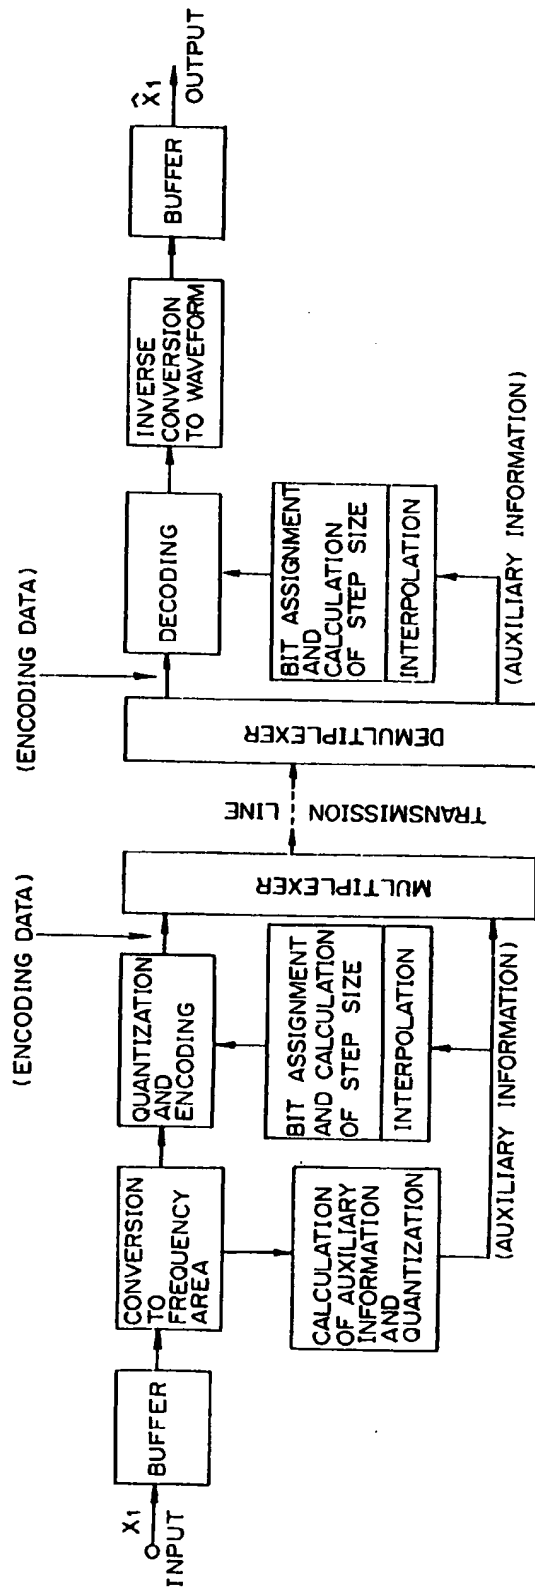 X1
INPUT
BUFFER
CONVERSION
TO
FREQUENCY
AREA
CALCULATION
OF AUXILIARY
INFORMATION
AND
QUANTIZATION
(AUXILIARY INFORMATION)
QUANTIZATION
AND
ENCODING
(ENCODING DATA)
BIT ASSIGNMENT
AND CALCULATION
OF STEP SIZE
INTERPOLATION
MULTIPLEXER
TRANSMISSION
LINE
DEMULTIPLEXER
(ENCODING DATA)
DECODING
BIT ASSIGNMENT
AND
CALCULATION
OF STEP SIZE
INTERPOLATION
(AUXILIARY INFORMATION)
INVERSE
CONVERSION
TO WAVEFORM
BUFFER
X̂1
OUTPUT